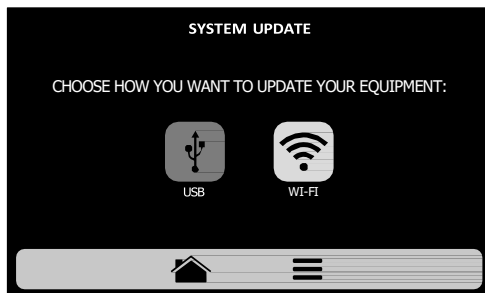 SYSTEM UPDATE
CHOOSE HOW YOU WANT TO UPDATE YOUR EQUIPMENT:
USB
WI-FI